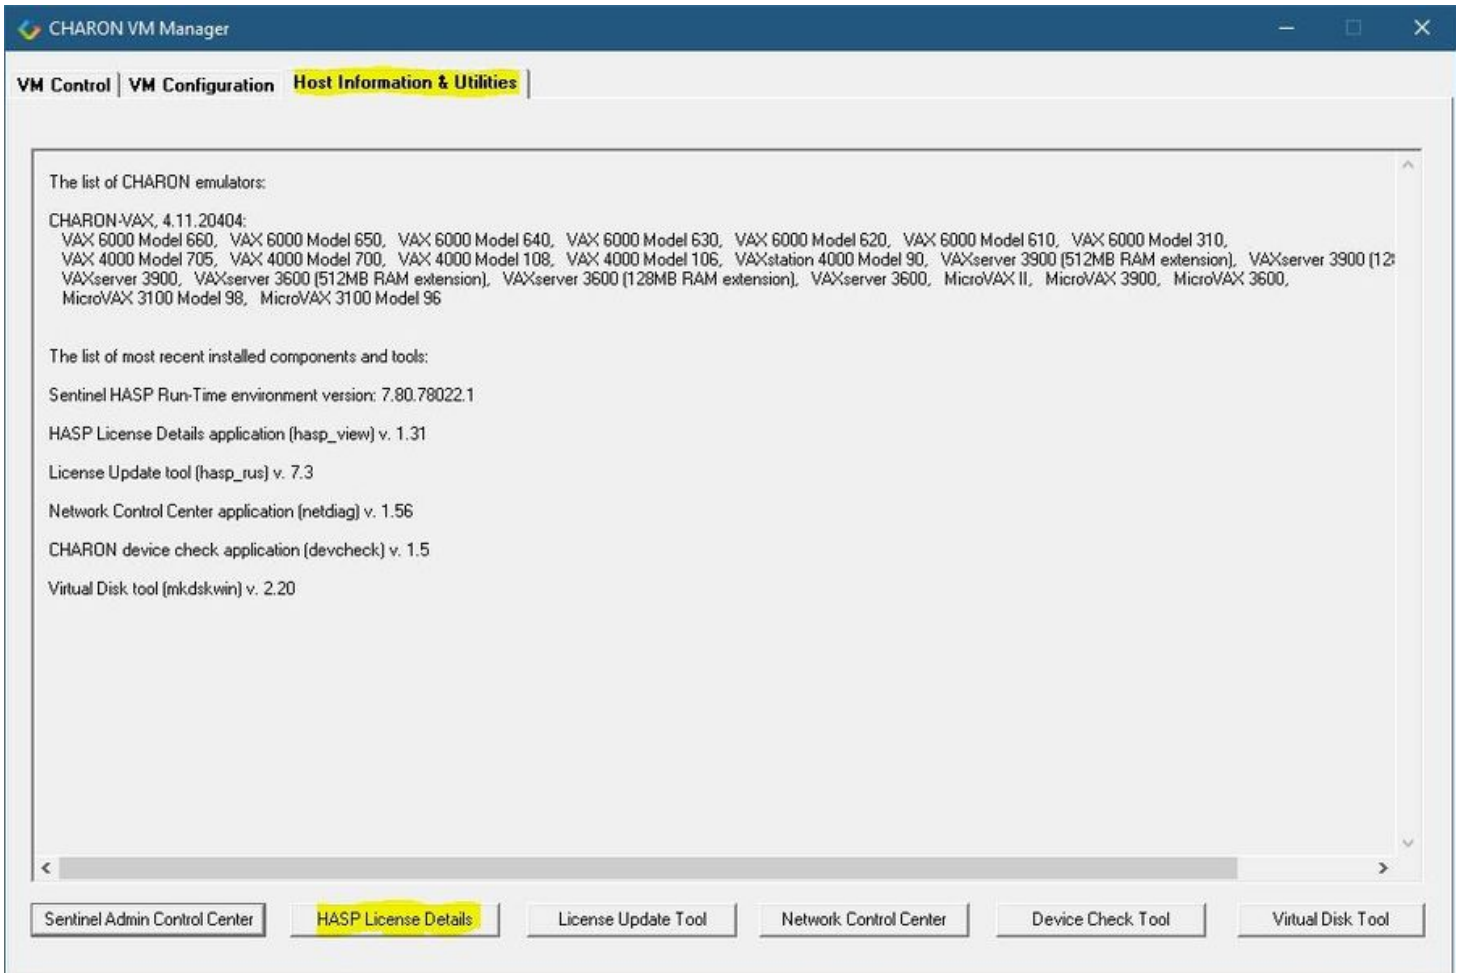 CHARON VM Manager
VM Control VM Configuration Host Information & Utilities
The list of CHARON emulators:
CHARON-VAX, 4.11.20404:
VAX 6000 Model 660, VAX 6000 Model 650, VAX 6000 Model 640, VAX 6000 Model 630, VAX 6000 Model 620, VAX 6000 Model 610, VAX 6000 Model 310,
VAX 4000 Model 705, VAX 4000 Model 700, VAX 4000 Model 108, VAX 4000 Model 106, VAXstation 4000 Model 90, VAXserver 3900 (512MB RAM extension), VAXserver 3900 (12
VAXserver 3900, VAXserver 3600 (512MB RAM extension), VAXserver 3600 (128MB RAM extension), VAXserver 3600, MicroVAX II, MicroVAX 3900, MicroVAX 3600,
MicroVAX 3100 Model 98, MicroVAX 3100 Model 96
The list of most recent installed components and tools:
Sentinel HASP Run-Time environment version: 7.80.78022.1
HASP License Details application (hasp_view) v. 1.31
License Update tool (hasp_rus) v. 7.3
Network Control Center application (netdiag) v. 1.56
CHARON device check application (devcheck) v. 1.5
Virtual Disk tool (mkdskwin) v. 2.20
Sentinel Admin Control Center HASP License Details License Update Tool Network Control Center Device Check Tool Virtual Disk Tool